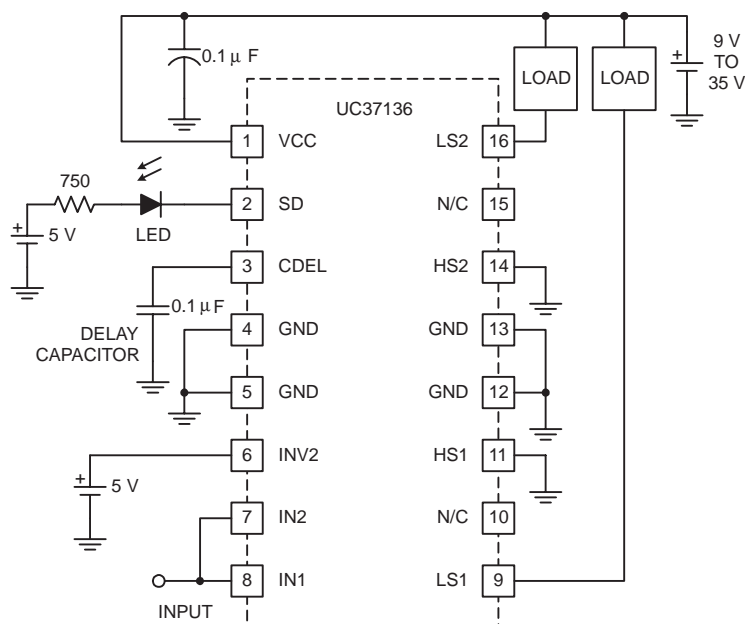 0.1 µ F
9 V
TO
35 V
LOAD
LOAD
UC37136
1 VCC
LS2 16
750
LED
5 V
2 SD
N/C 15
3 CDEL
HS2 14
0.1 µF
DELAY
CAPACITOR
4 GND
GND 13
5 GND
GND 12
6 INV2
HS1 11
5 V
7 IN2
N/C 10
8 IN1
LS1 9
INPUT